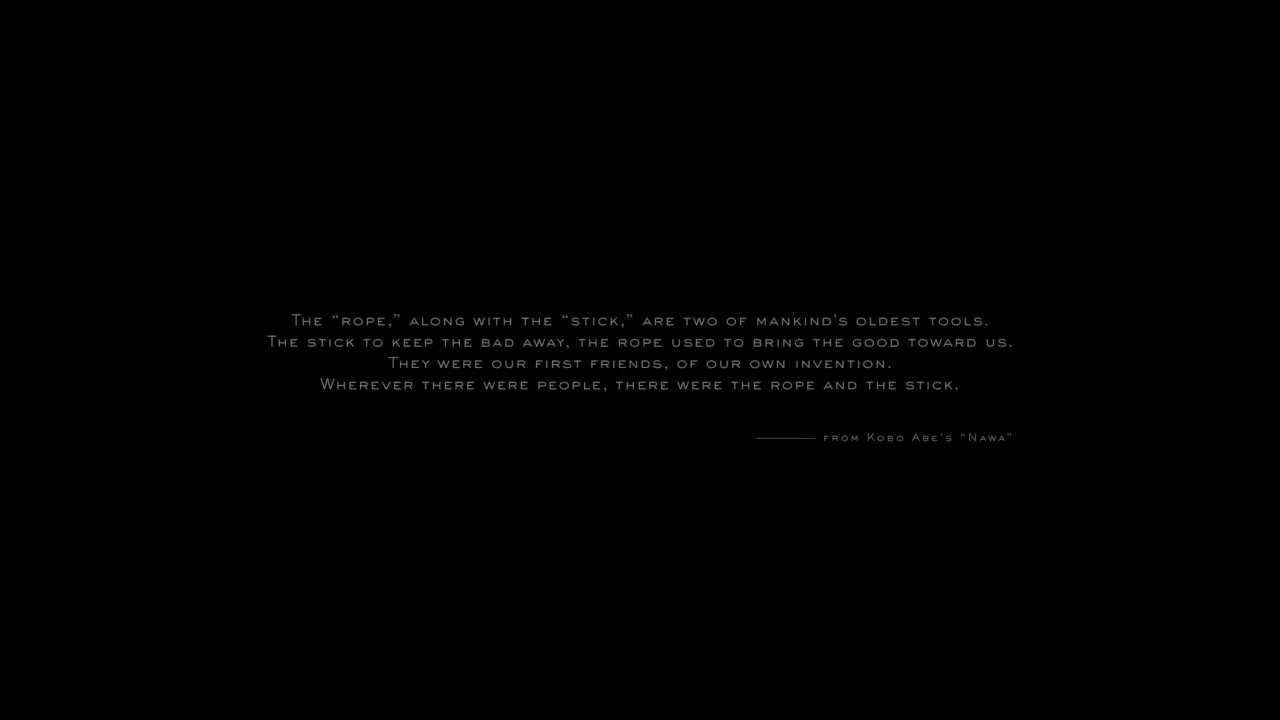 The “rope,” along with the “stick,” are two of mankind's oldest tools.
The stick to keep the bad away, the rope used to bring the good toward us.
They were our first friends, of our own invention.
Wherever there were people, there were the rope and the stick.
——— from Kobo Abe's “Nawa”